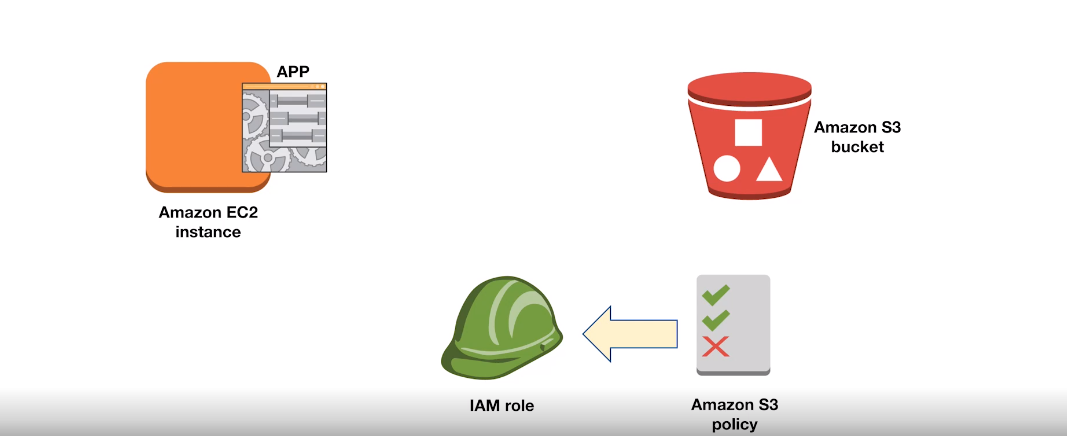 APP
Amazon EC2
instance
Amazon S3
bucket
IAM role
Amazon S3
policy